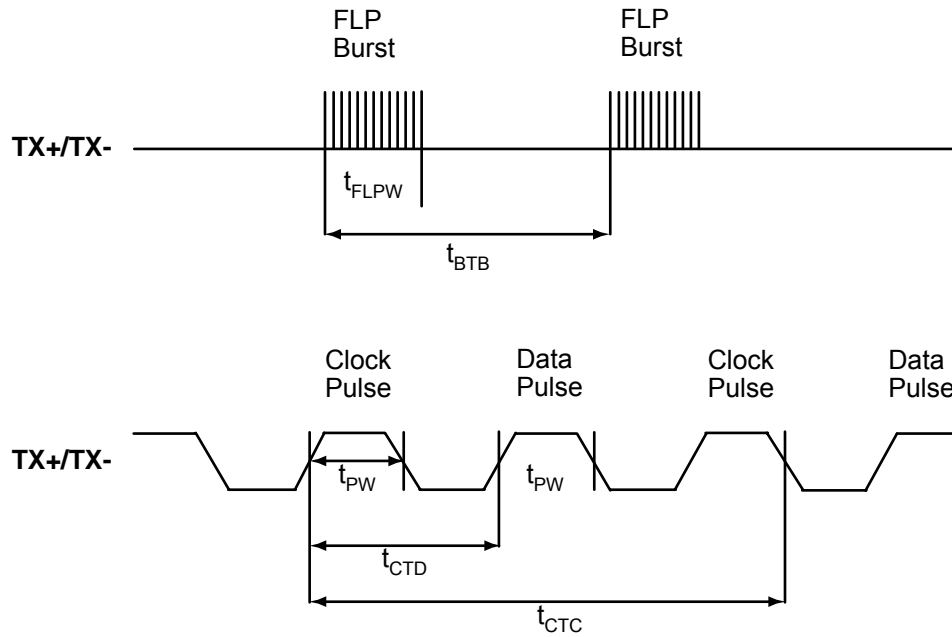 FLP
Burst
FLP
Burst
TX+/TX-
tFLPW
tBTB
Clock
Pulse
Data
Pulse
Clock
Pulse
Data
Pulse
TX+/TX-
tPW
tPW
tCTD
tCTC